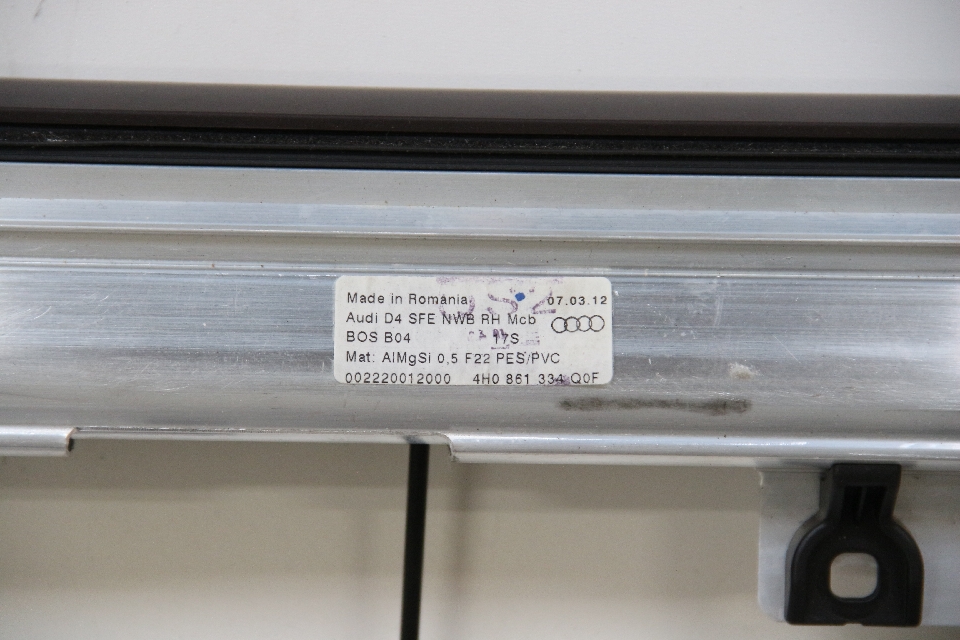 Made in Romania 07.03.12
Audi D4 SFE NWB RH Mcb
BOS B04 17S
Mat: AlMgSi 0,5 F22 PES/PVC
002220012000 4H0 861 334 Q0F